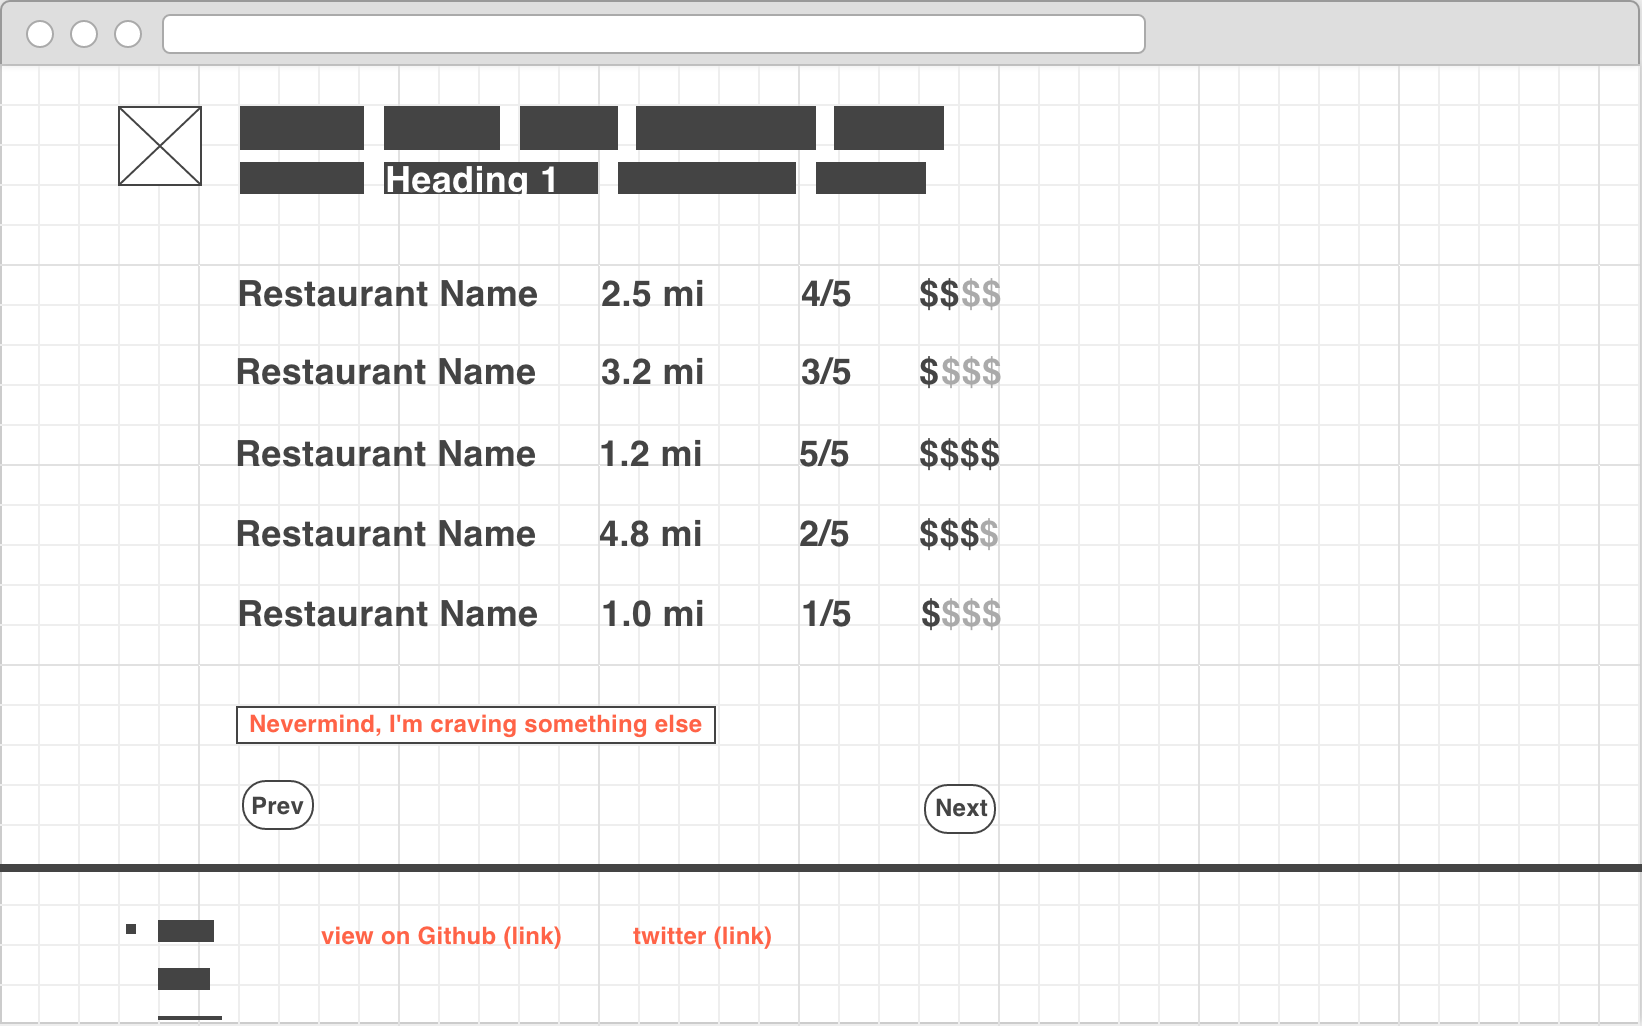 Heading 1
Restaurant Name 2.5 mi 4/5 $$$$
Restaurant Name 3.2 mi 3/5 $$$$
Restaurant Name 1.2 mi 5/5 $$$$
Restaurant Name 4.8 mi 2/5 $$$$
Restaurant Name 1.0 mi 1/5 $$$$
Nevermind, I'm craving something else
Prev Next
view on Github (link) twitter (link)